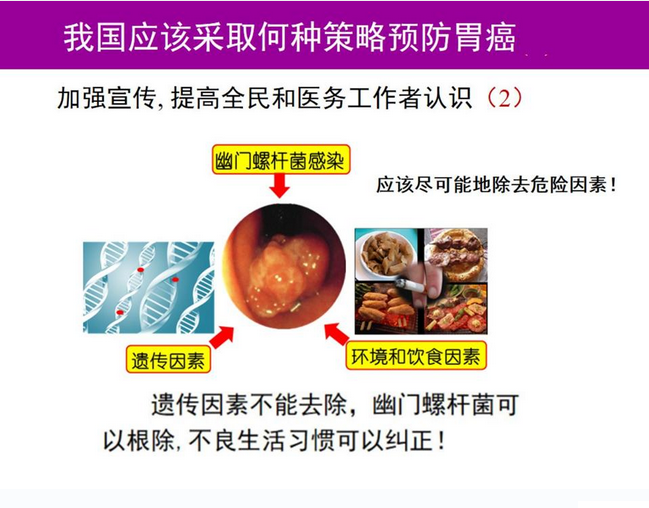 我国应该采取何种策略预防胃癌
加强宣传, 提高全民和医务工作者认识（2）
幽门螺杆菌感染
应该尽可能地除去危险因素！
遗传因素
环境和饮食因素
遗传因素不能去除，幽门螺杆菌可
以根除, 不良生活习惯可以纠正！